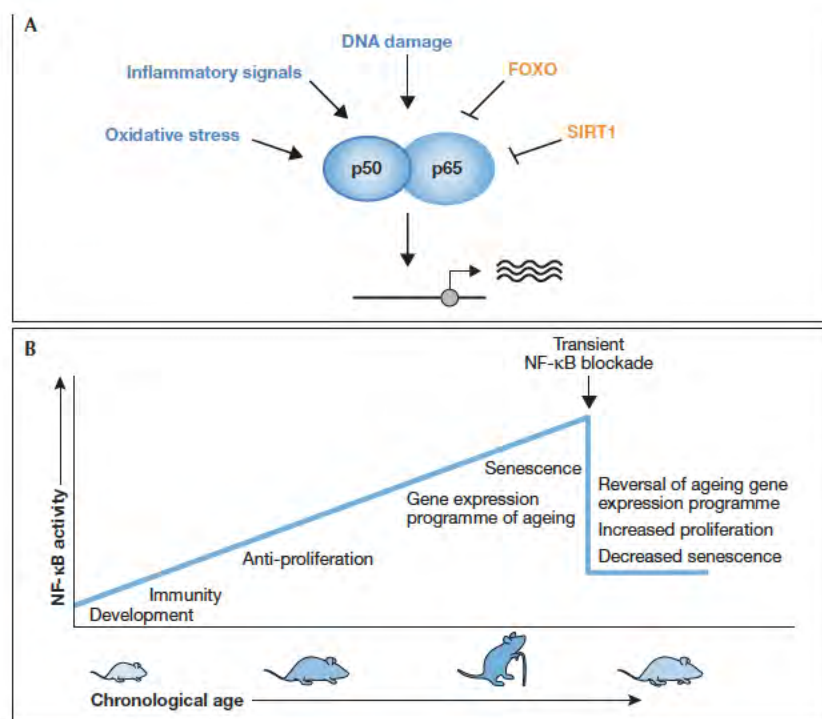 A
DNA damage
Inflammatory signals
FOXO
Oxidative stress
SIRT1
p50
p65
B
Transient
NF-κB blockade
NF-κB activity
Senescence
Gene expression
programme of ageing
Reversal of ageing gene
expression programme
Increased proliferation
Decreased senescence
Anti-proliferation
Immunity
Development
Chronological age